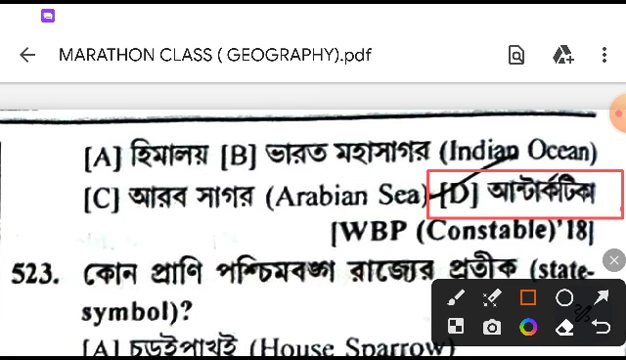 MARATHON CLASS ( GEOGRAPHY).pdf
[A] হিমালয় [B] ভারত মহাসাগর (Indian Ocean)
[C] আরব সাগর (Arabian Sea) [D] আন্টার্কটিকা
[WBP (Constable)'18]
523. কোন প্রাণি পশ্চিমবঙ্গ রাজ্যের প্রতীক (state-
symbol)?
[A] চড়ুইপাখই (House Sparrow)